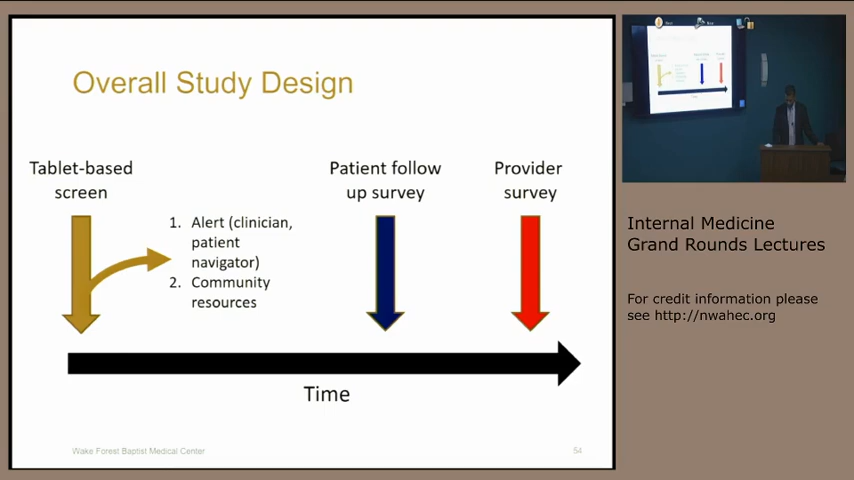 Overall Study Design
Tablet-based
screen
1. Alert (clinician,
patient
navigator)
2. Community
resources
Patient follow
up survey
Provider
survey
Time
Wake Forest Baptist Medical Center
54
Internal Medicine
Grand Rounds Lectures
For credit information please
see http://nwahec.org